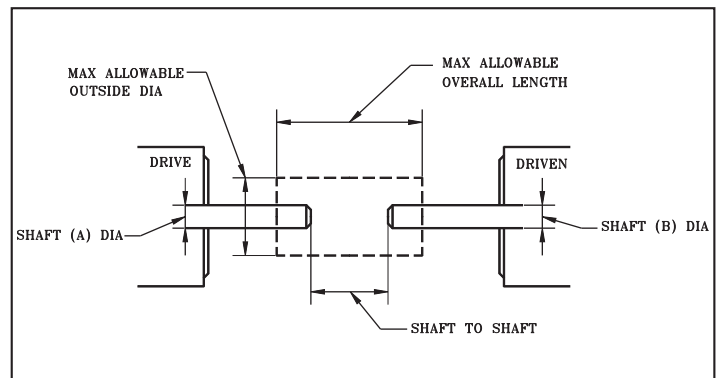 MAX ALLOWABLE
OUTSIDE DIA
MAX ALLOWABLE
OVERALL LENGTH
DRIVE
DRIVEN
SHAFT (A) DIA
SHAFT (B) DIA
SHAFT TO SHAFT